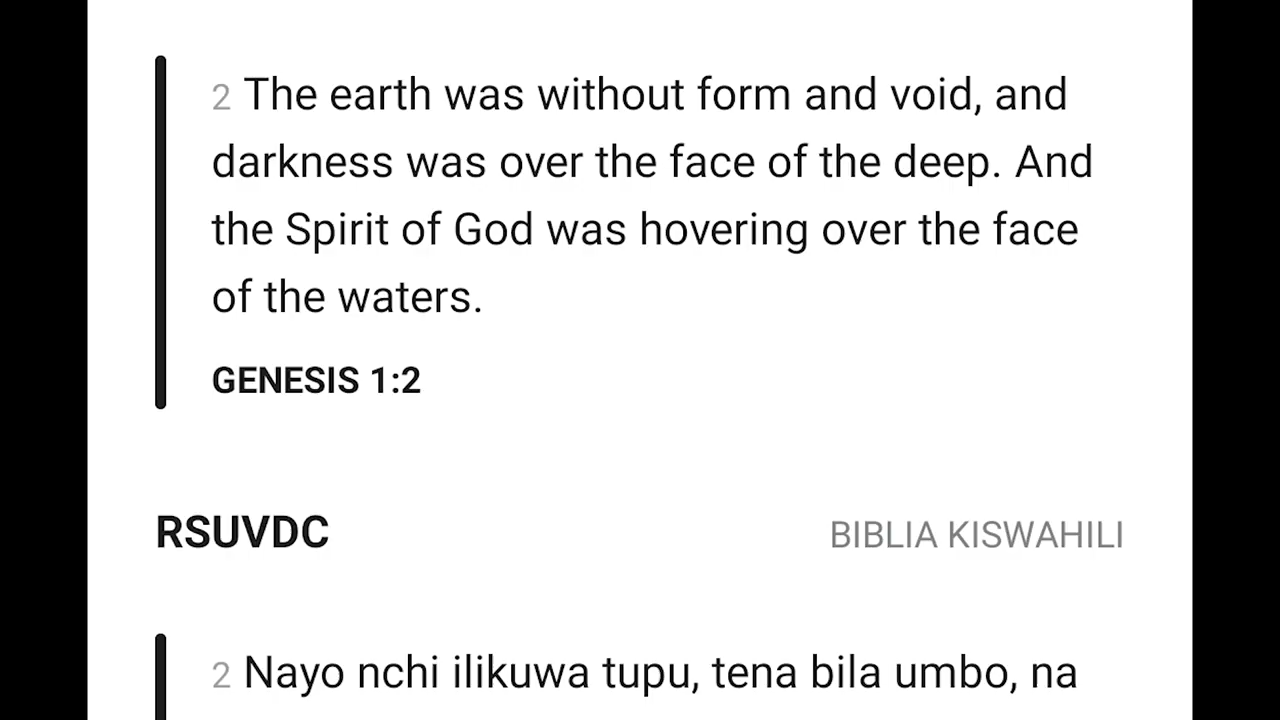 2 The earth was without form and void, and
darkness was over the face of the deep. And
the Spirit of God was hovering over the face
of the waters.
GENESIS 1:2
RSUVDC BIBLIA KISWAHILI
2 Nayo nchi ilikuwa tupu, tena bila umbo, na